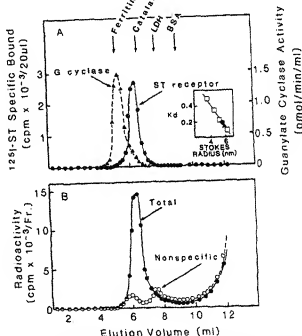 Ferritin
Catala
LDH
BSA
A
125I-ST Specific Bound
(cpm x 10-3/20ul)
3
2
1
G cyclase
ST receptor
Kd
0.4
0.2
STOKES
RADIUS(nm)
1.5
1.0
0.5
0
Guanylate Cyclase Activity
(nmol/min/ml)
B
Radioactivity
(cpm x 10-3/Fr.)
15
10
5
0
Total
Nonspecific
2
4
6
8
10
12
Elution Volume (ml)